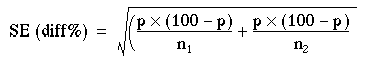 SE (diff%) = √((p × (100 − p)/n₁ + p × (100 − p )/n₂